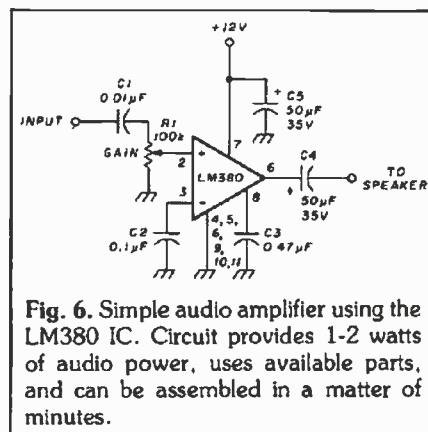 +12V
C1
0.01µF
C5
50µF
35V
INPUT
R1
100k
GAIN
7
2
+
LM380
6
C4
50µF
35V
TO
SPEAKER
3
-
8
4, 5,
6,
9,
10, 11
C2
0.1µF
C3
0.47µF
+
+
Fig. 6. Simple audio amplifier using the
LM380 IC. Circuit provides 1-2 watts
of audio power, uses available parts,
and can be assembled in a matter of
minutes.